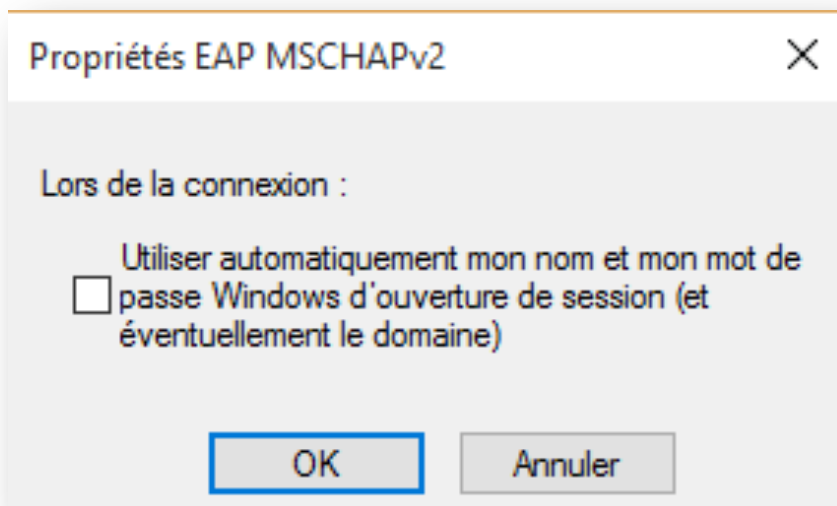 Propriétés EAP MSCHAPv2
Lors de la connexion :
Utiliser automatiquement mon nom et mon mot de
passe Windows d'ouverture de session (et
éventuellement le domaine)
OK
Annuler